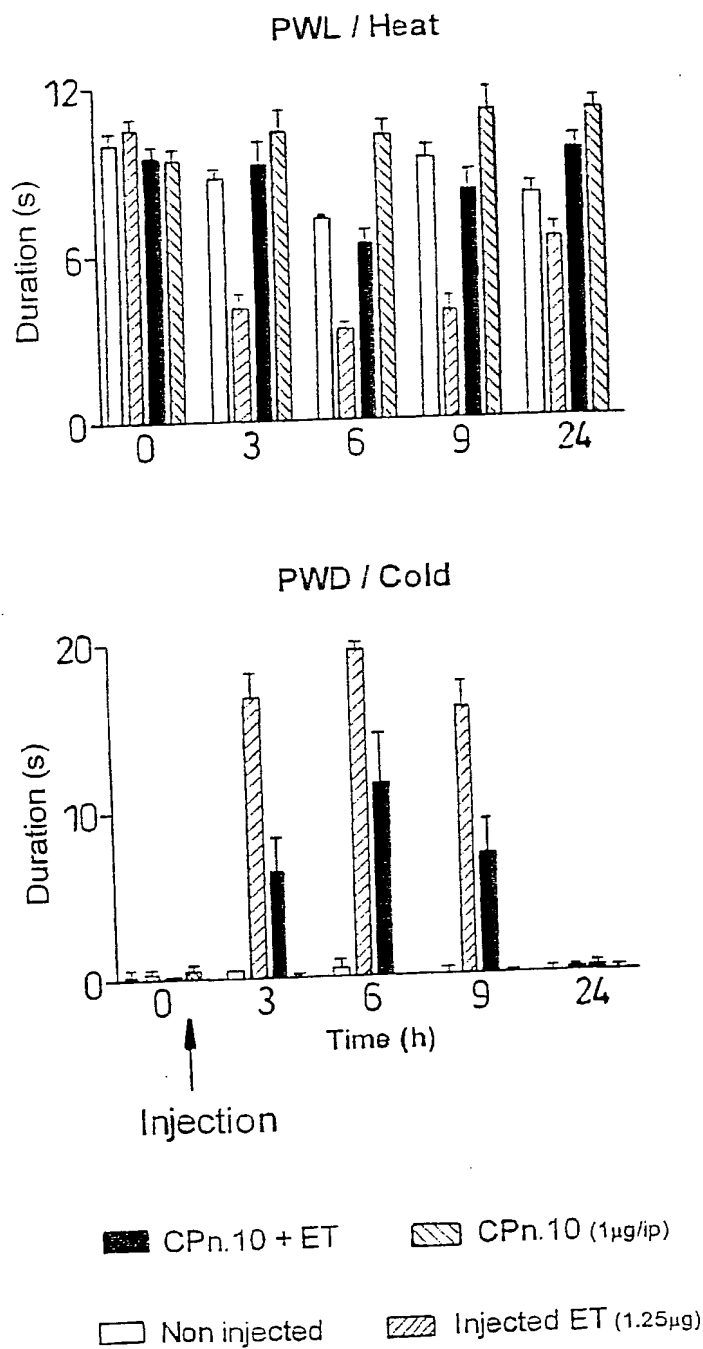 PWL / Heat
Duration (s)
12
6
0
0 3 6 9 24
PWD / Cold
Duration (s)
20
10
0
0 3 6 9 24
Time (h)
Injection
CPn.10 + ET CPn.10 (1µg/ip)
Non injected Injected ET (1.25µg)